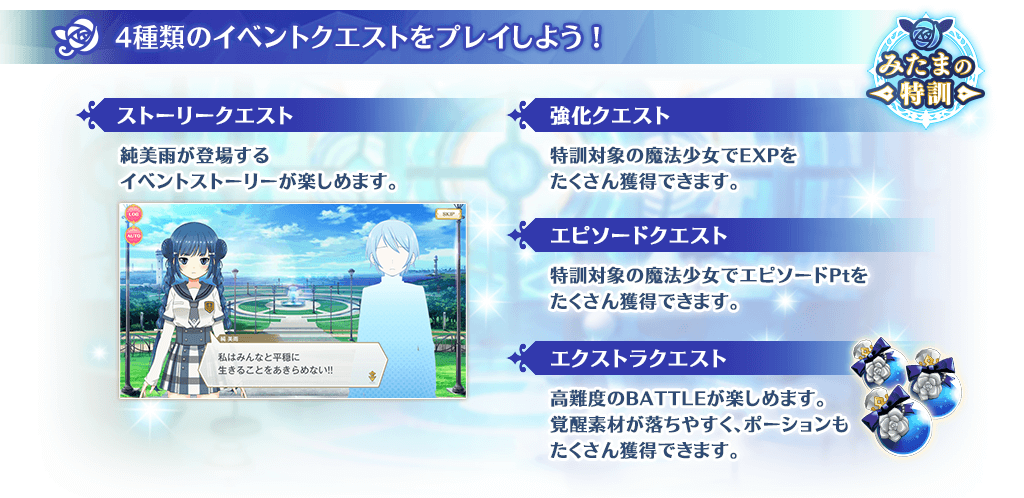 4種類のイベントクエストをプレイしよう！
みたまの
特訓
ストーリークエスト
純美雨が登場する
イベントストーリーが楽しめます。
LOG
AUTO
SKIP
純 美雨
私はみんなと平穏に
生きることをあきらめない!!
強化クエスト
特訓対象の魔法少女でEXPを
たくさん獲得できます。
エピソードクエスト
特訓対象の魔法少女でエピソードPtを
たくさん獲得できます。
エクストラクエスト
高難度のBATTLEが楽しめます。
覚醒素材が落ちやすく、ポーションも
たくさん獲得できます。